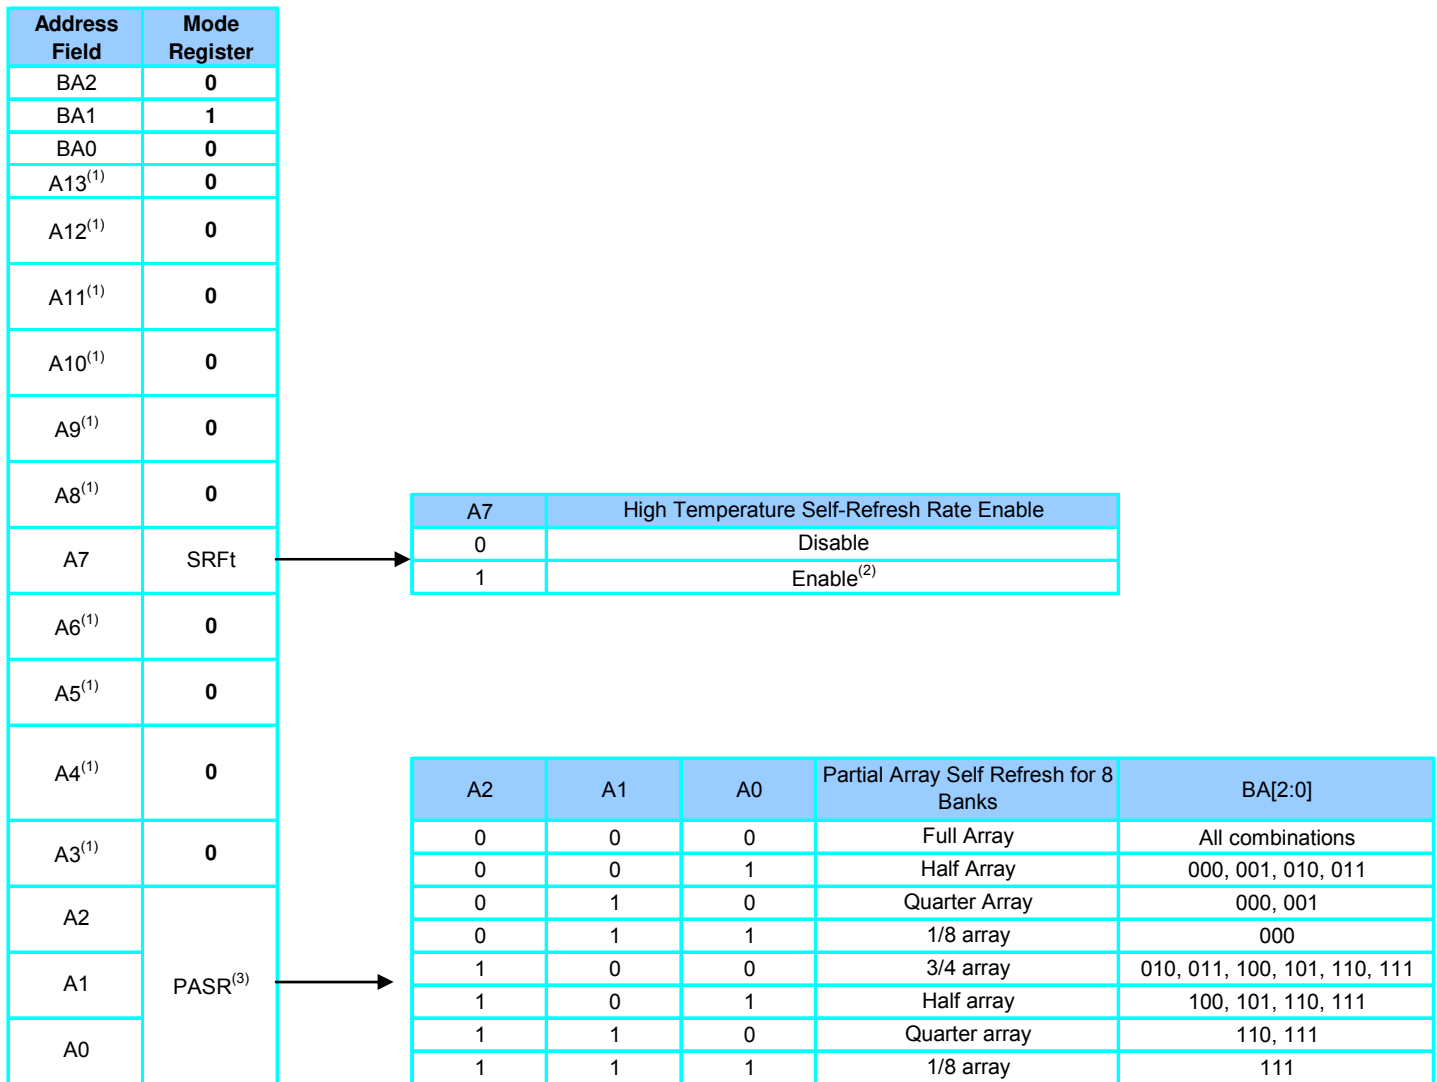 Address Field Mode Register
BA2 0
BA1 1
BA0 0
A13(1) 0
A12(1) 0
A11(1) 0
A10(1) 0
A9(1) 0
A8(1) 0
A7 SRFt
A6(1) 0
A5(1) 0
A4(1) 0
A3(1) 0
A2
A1 PASR(3)
A0
A7 High Temperature Self-Refresh Rate Enable
0 Disable
1 Enable(2)
A2 A1 A0 Partial Array Self Refresh for 8 Banks BA[2:0]
0 0 0 Full Array All combinations
0 0 1 Half Array 000, 001, 010, 011
0 1 0 Quarter Array 000, 001
0 1 1 1/8 array 000
1 0 0 3/4 array 010, 011, 100, 101, 110, 111
1 0 1 Half array 100, 101, 110, 111
1 1 0 Quarter array 110, 111
1 1 1 1/8 array 111